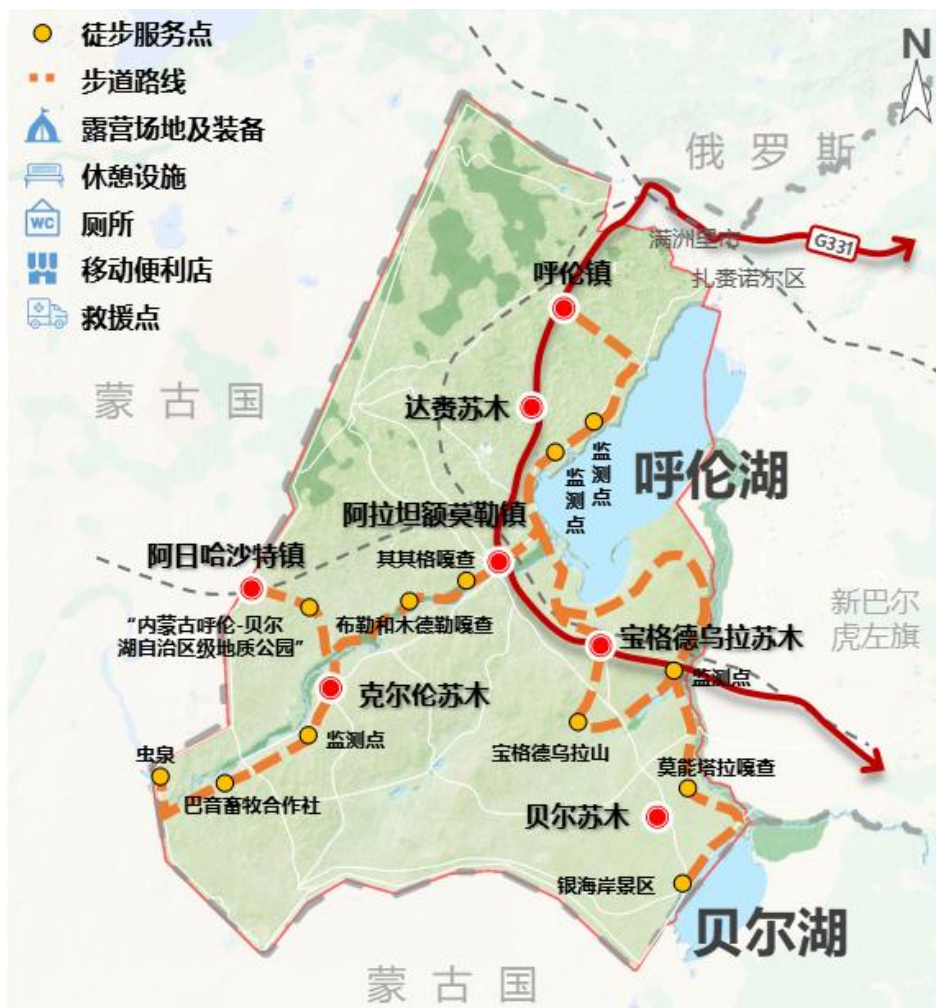 徒步服务点
步道路线
露营场地及装备
休憩设施
WC
厕所
移动便利店
救援点
N
俄罗斯
满洲里市
G331
扎赉诺尔区
呼伦镇
蒙古国
达赉苏木
监测点
监测点
呼伦湖
阿拉坦额莫勒镇
阿日哈沙特镇
其其格嘎查
“内蒙古呼伦-贝尔
湖自治区级地质公园”
布勒和木德勒嘎查
新巴尔
虎左旗
宝格德乌拉苏木
监测点
克尔伦苏木
监测点
宝格德乌拉山
虫泉
莫能塔拉嘎查
巴音畜牧合作社
贝尔苏木
银海岸景区
贝尔湖
蒙古国